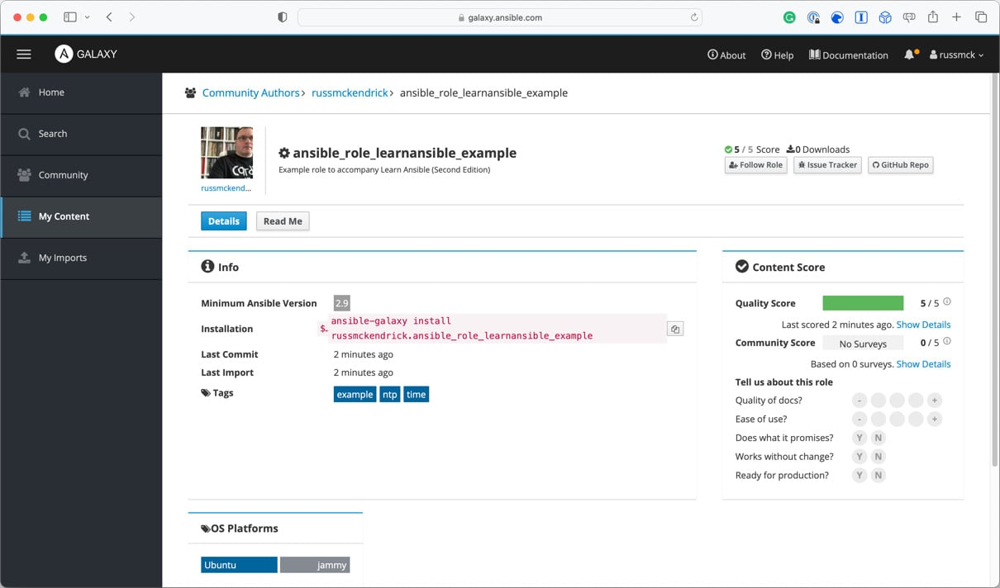 galaxy.ansible.com
GALAXY
About
Help
Documentation
russmck
Home
Search
Community
My Content
My Imports
Community Authors› russmckendrick› ansible_role_learnansible_example
russmckend...
ansible_role_learnansible_example
Example role to accompany Learn Ansible (Second Edition)
5 / 5 Score 0 Downloads
Follow Role
Issue Tracker
GitHub Repo
Details
Read Me
Info
Minimum Ansible Version 2.9
Installation
$ ansible-galaxy install
russmckendrick.ansible_role_learnansible_example
Last Commit 2 minutes ago
Last Import 2 minutes ago
Tags example ntp time
Content Score
Quality Score 5 / 5
Last scored 2 minutes ago. Show Details
Community Score No Surveys 0 / 5
Based on 0 surveys. Show Details
Tell us about this role
Quality of docs? - +
Ease of use? - +
Does what it promises? Y N
Works without change? Y N
Ready for production? Y N
OS Platforms
Ubuntu jammy